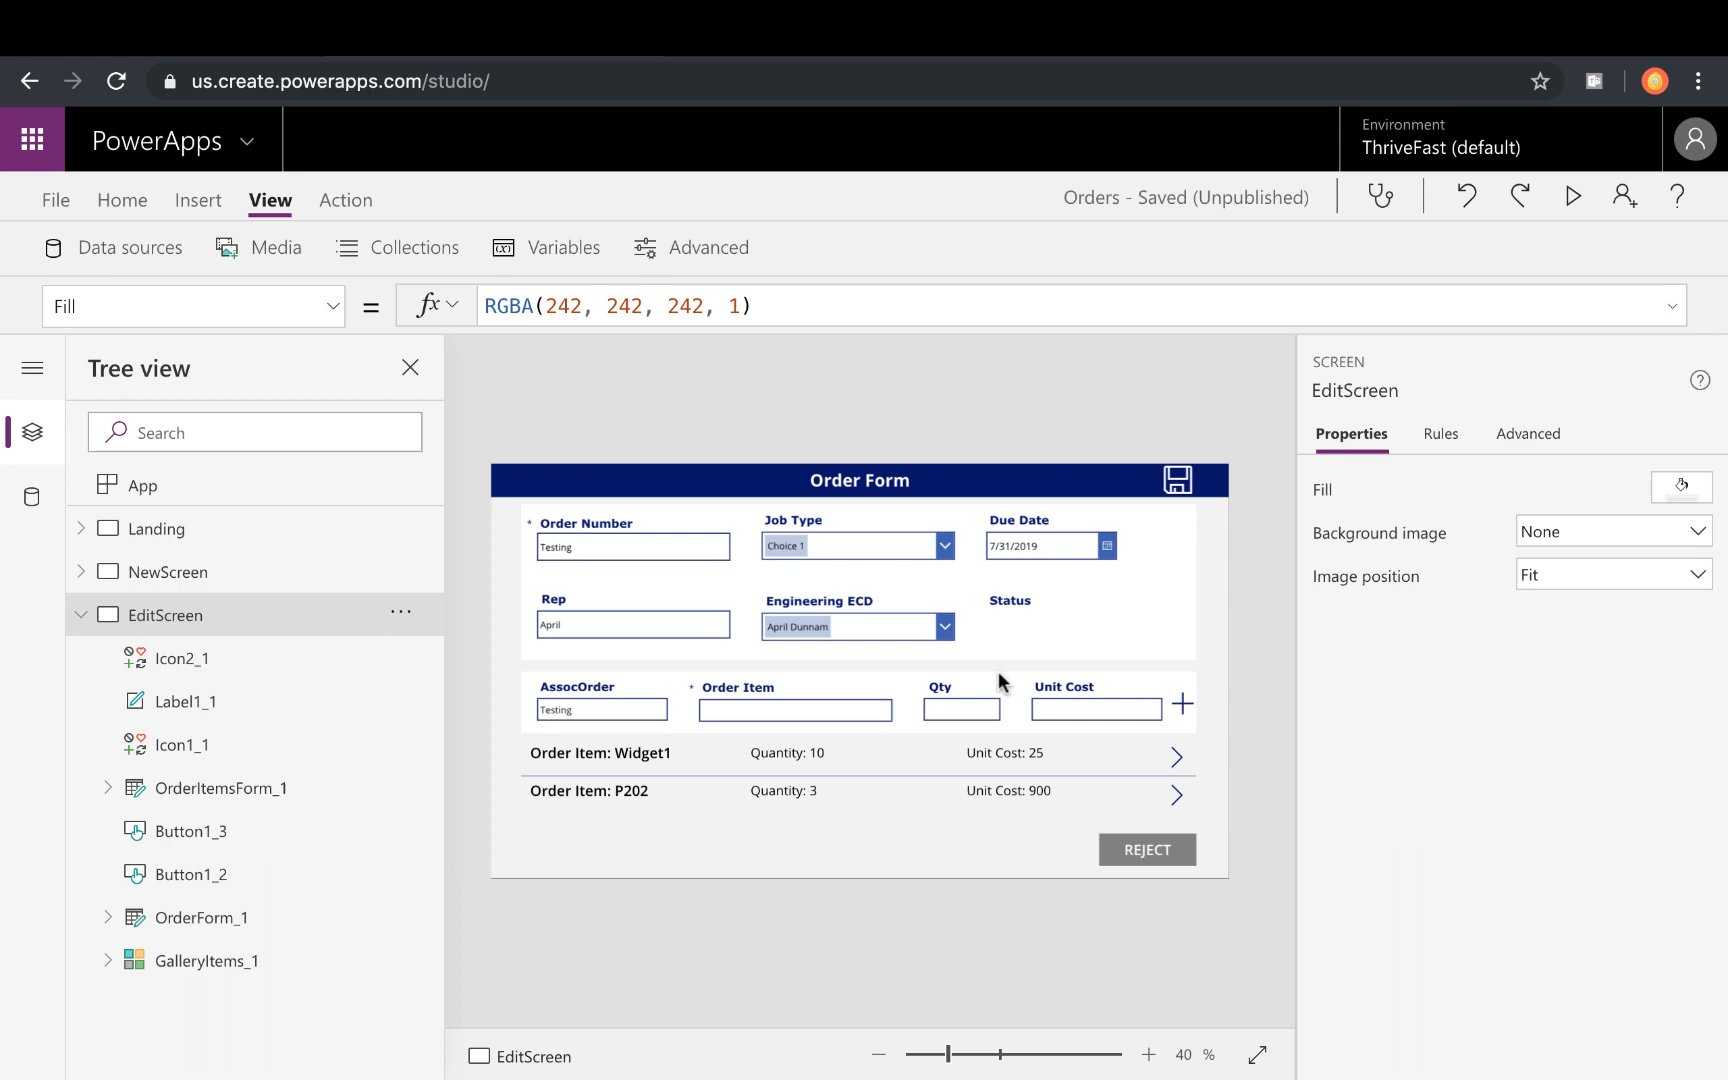 us.create.powerapps.com/studio/
PowerApps
Environment
ThriveFast (default)
File Home Insert View Action
Orders - Saved (Unpublished)
Data sources Media Collections Variables Advanced
Fill = fx RGBA(242, 242, 242, 1)
Tree view
Search
App
Landing
NewScreen
EditScreen
Icon2_1
Label1_1
Icon1_1
OrderItemsForm_1
Button1_3
Button1_2
OrderForm_1
GalleryItems_1
Order Form
* Order Number Job Type Due Date
Testing Choice 1 7/31/2019
Rep Engineering ECD Status
April April Dunnam
AssocOrder * Order Item Qty Unit Cost
Testing
Order Item: Widget1 Quantity: 10 Unit Cost: 25
Order Item: P202 Quantity: 3 Unit Cost: 900
REJECT
EditScreen
40 %
SCREEN
EditScreen
Properties Rules Advanced
Fill
Background image None
Image position Fit